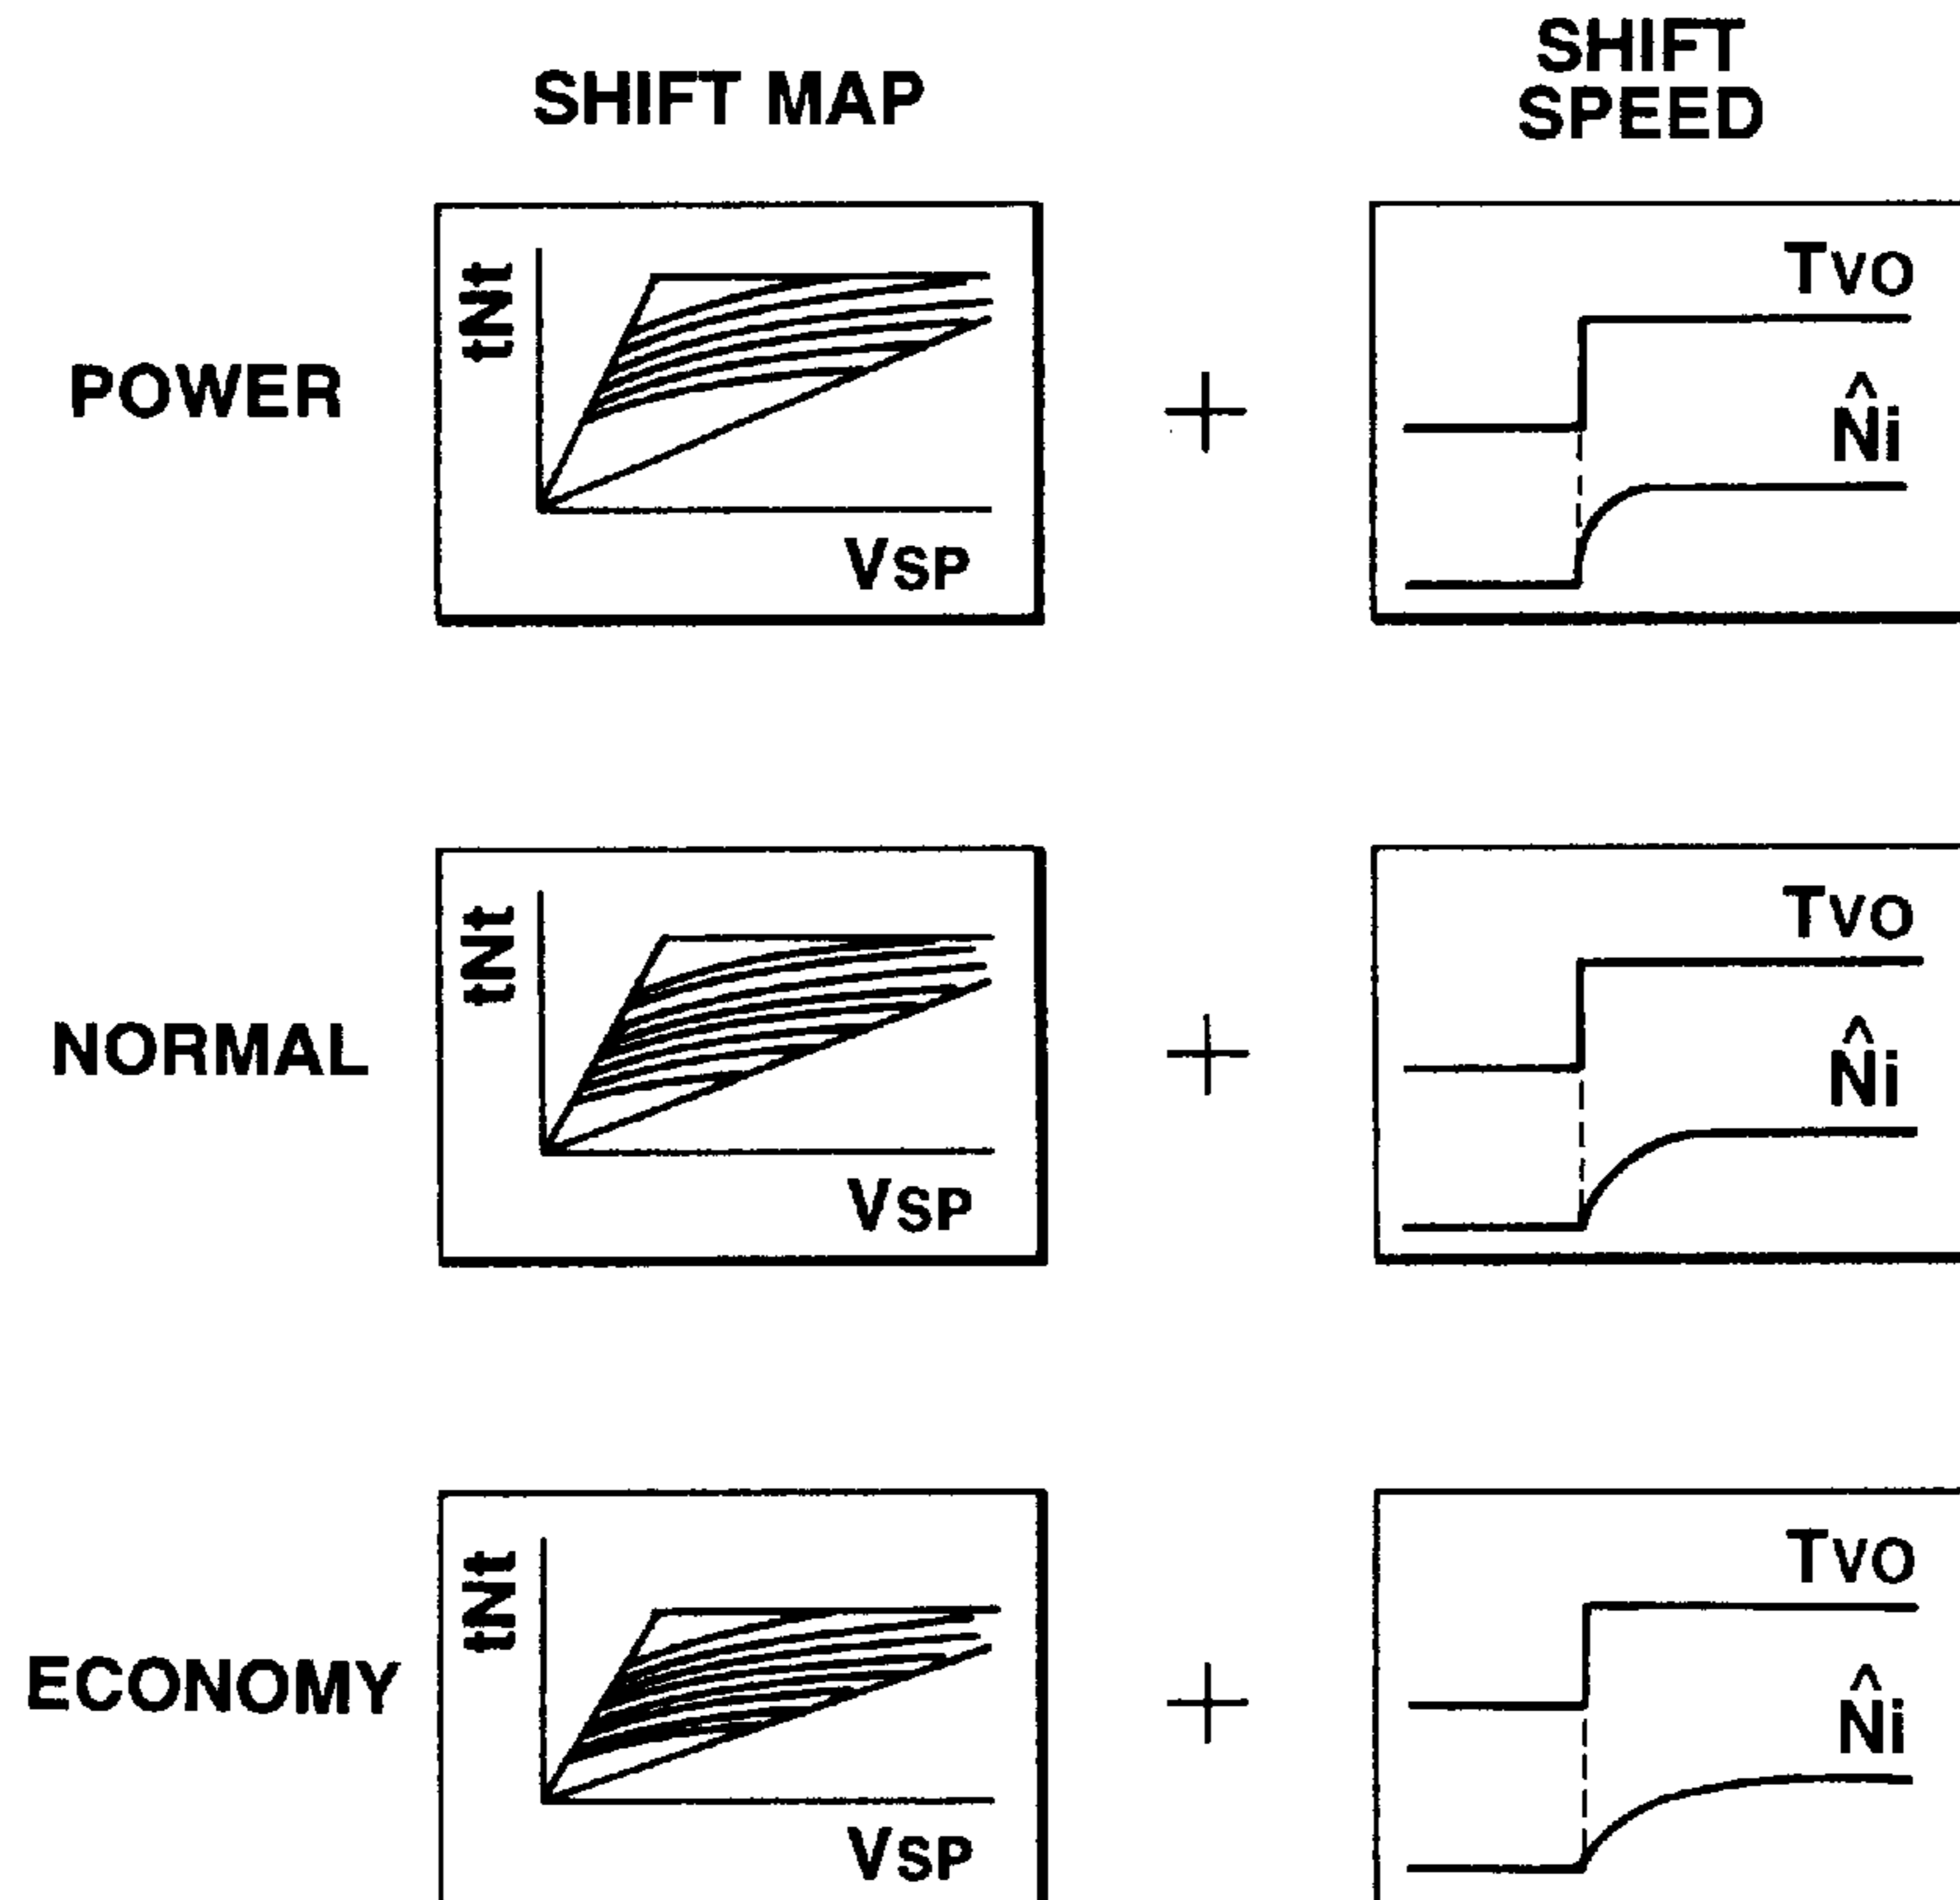 SHIFT MAP
SHIFT
SPEED
POWER
tNt
VSP
+
TVO
N̂i
NORMAL
tNt
VSP
+
TVO
N̂i
ECONOMY
tNt
VSP
+
TVO
N̂i